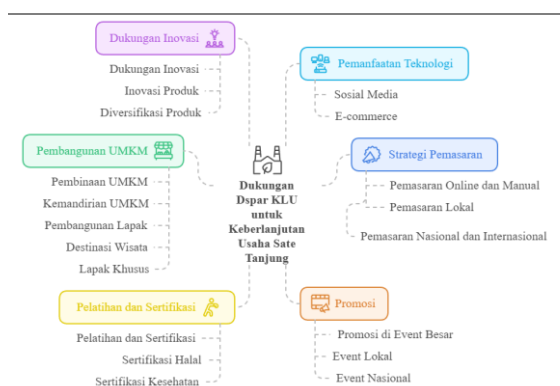 Dukungan Inovasi
Dukungan Inovasi
Inovasi Produk
Diversifikasi Produk
Pemanfaatan Teknologi
Sosial Media
E-commerce
Pembangunan UMKM
Pembinaan UMKM
Kemandirian UMKM
Pembangunan Lapak
Destinasi Wisata
Lapak Khusus
Dukungan
Dspar KLU
untuk
Keberlanjutan
Usaha Sate
Tanjung
Strategi Pemasaran
Pemasaran Online dan Manual
Pemasaran Lokal
Pemasaran Nasional dan Internasional
Pelatihan dan Sertifikasi
Pelatihan dan Sertifikasi
Sertifikasi Halal
Sertifikasi Kesehatan
Promosi
Promosi di Event Besar
Event Lokal
Event Nasional